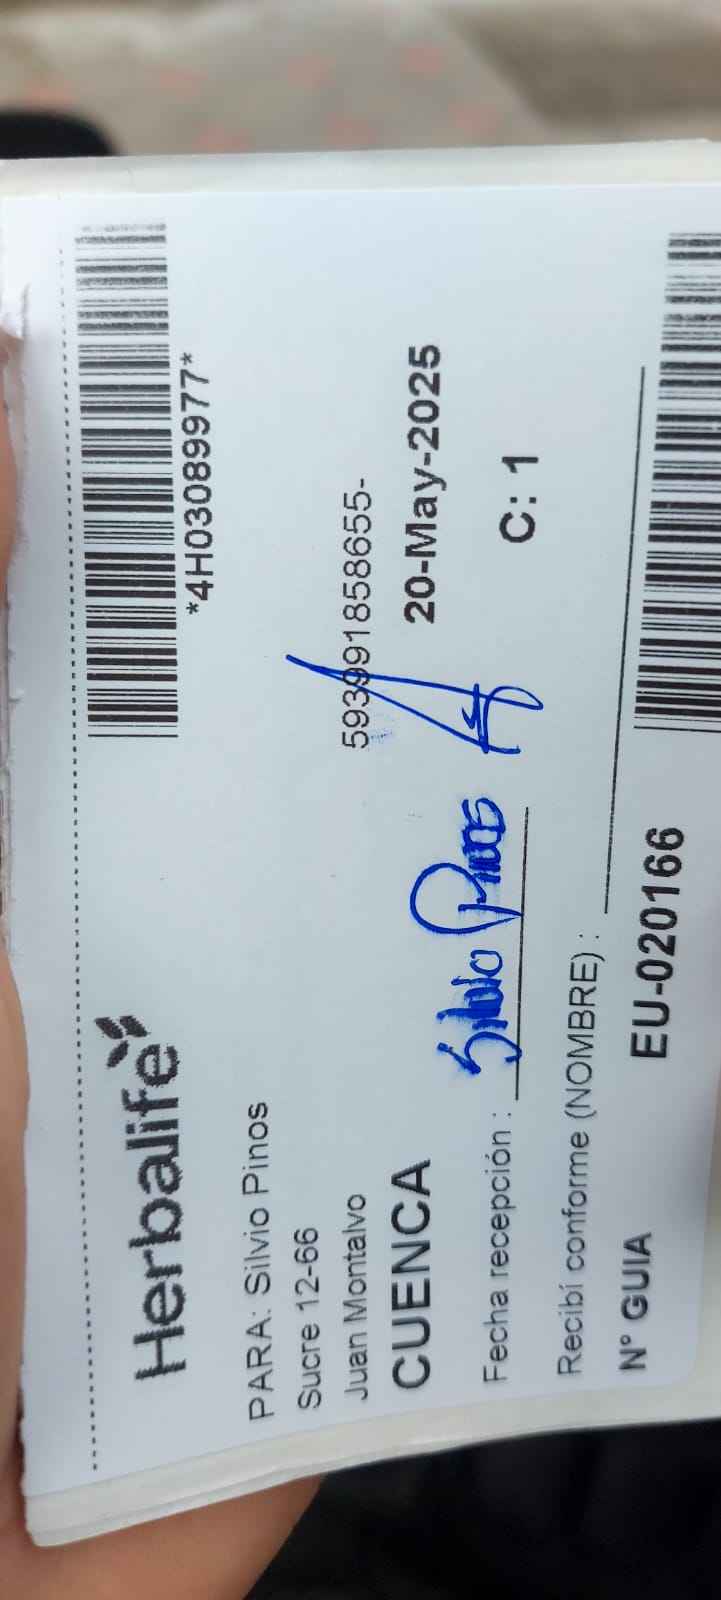 Herbalife
*4H03089977*
PARA: Silvio Pinos
Sucre 12-66
Juan Montalvo 593991858655-
CUENCA 20-May-2025
Fecha recepción : Silvio Pinos C: 1
Recibí conforme (NOMBRE) :
N° GUIA EU-020166